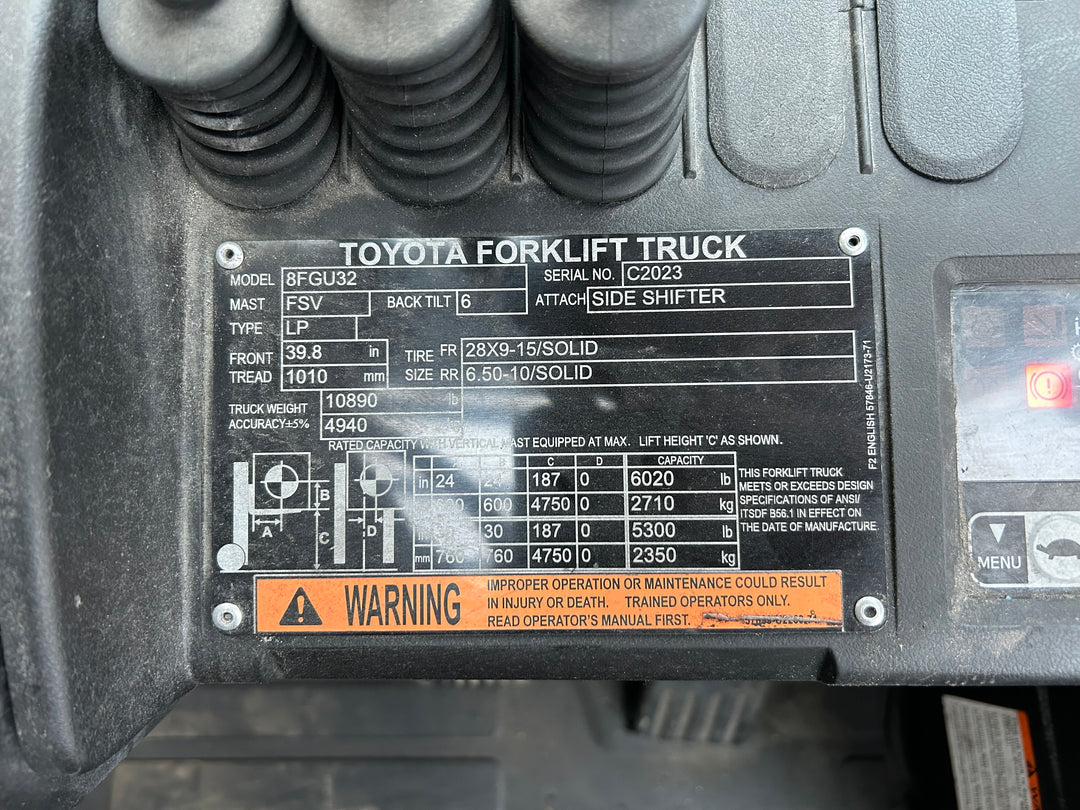 TOYOTA FORKLIFT TRUCK
MODEL 8FGU32 SERIAL NO. C2023
MAST FSV BACK TILT 6 ATTACH SIDE SHIFTER
TYPE LP
FRONT TREAD 39.8 in
1010 mm
TIRE SIZE FR 28X9-15/SOLID
RR 6.50-10/SOLID
TRUCK WEIGHT 10890 lb
ACCURACY±5% 4940
RATED CAPACITY WITH VERTICAL MAST EQUIPPED AT MAX. LIFT HEIGHT 'C' AS SHOWN.
A B C D
A B C D CAPACITY
in 24 24 187 0 6020 lb
600 4750 0 2710 kg
30 187 0 5300 lb
mm 760 760 4750 0 2350 kg
THIS FORKLIFT TRUCK
MEETS OR EXCEEDS DESIGN
SPECIFICATIONS OF ANSI/
ITSDF B56.1 IN EFFECT ON
THE DATE OF MANUFACTURE.
F2 ENGLISH 57846-U2173-71
WARNING
IMPROPER OPERATION OR MAINTENANCE COULD RESULT
IN INJURY OR DEATH. TRAINED OPERATORS ONLY.
READ OPERATOR'S MANUAL FIRST.
MENU